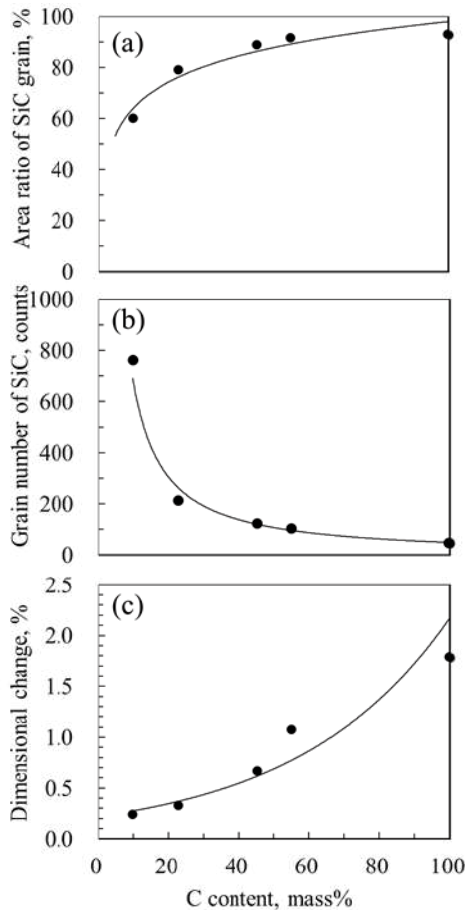 Area ratio of SiC grain, %
100
80
60
40
20
0
(a)
Grain number of SiC, counts
1000
800
600
400
200
0
(b)
Dimensional change, %
2.5
2.0
1.5
1.0
0.5
0.0
(c)
0 20 40 60 80 100
C content, mass%